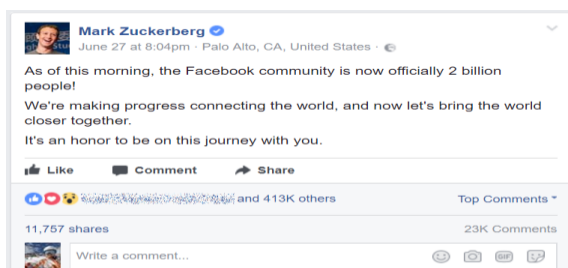 Mark Zuckerberg
June 27 at 8:04pm · Palo Alto, CA, United States ·
As of this morning, the Facebook community is now officially 2 billion
people!
We're making progress connecting the world, and now let's bring the world
closer together.
It's an honor to be on this journey with you.
Like Comment Share
and 413K others Top Comments
11,757 shares 23K Comments
Write a comment... GIF